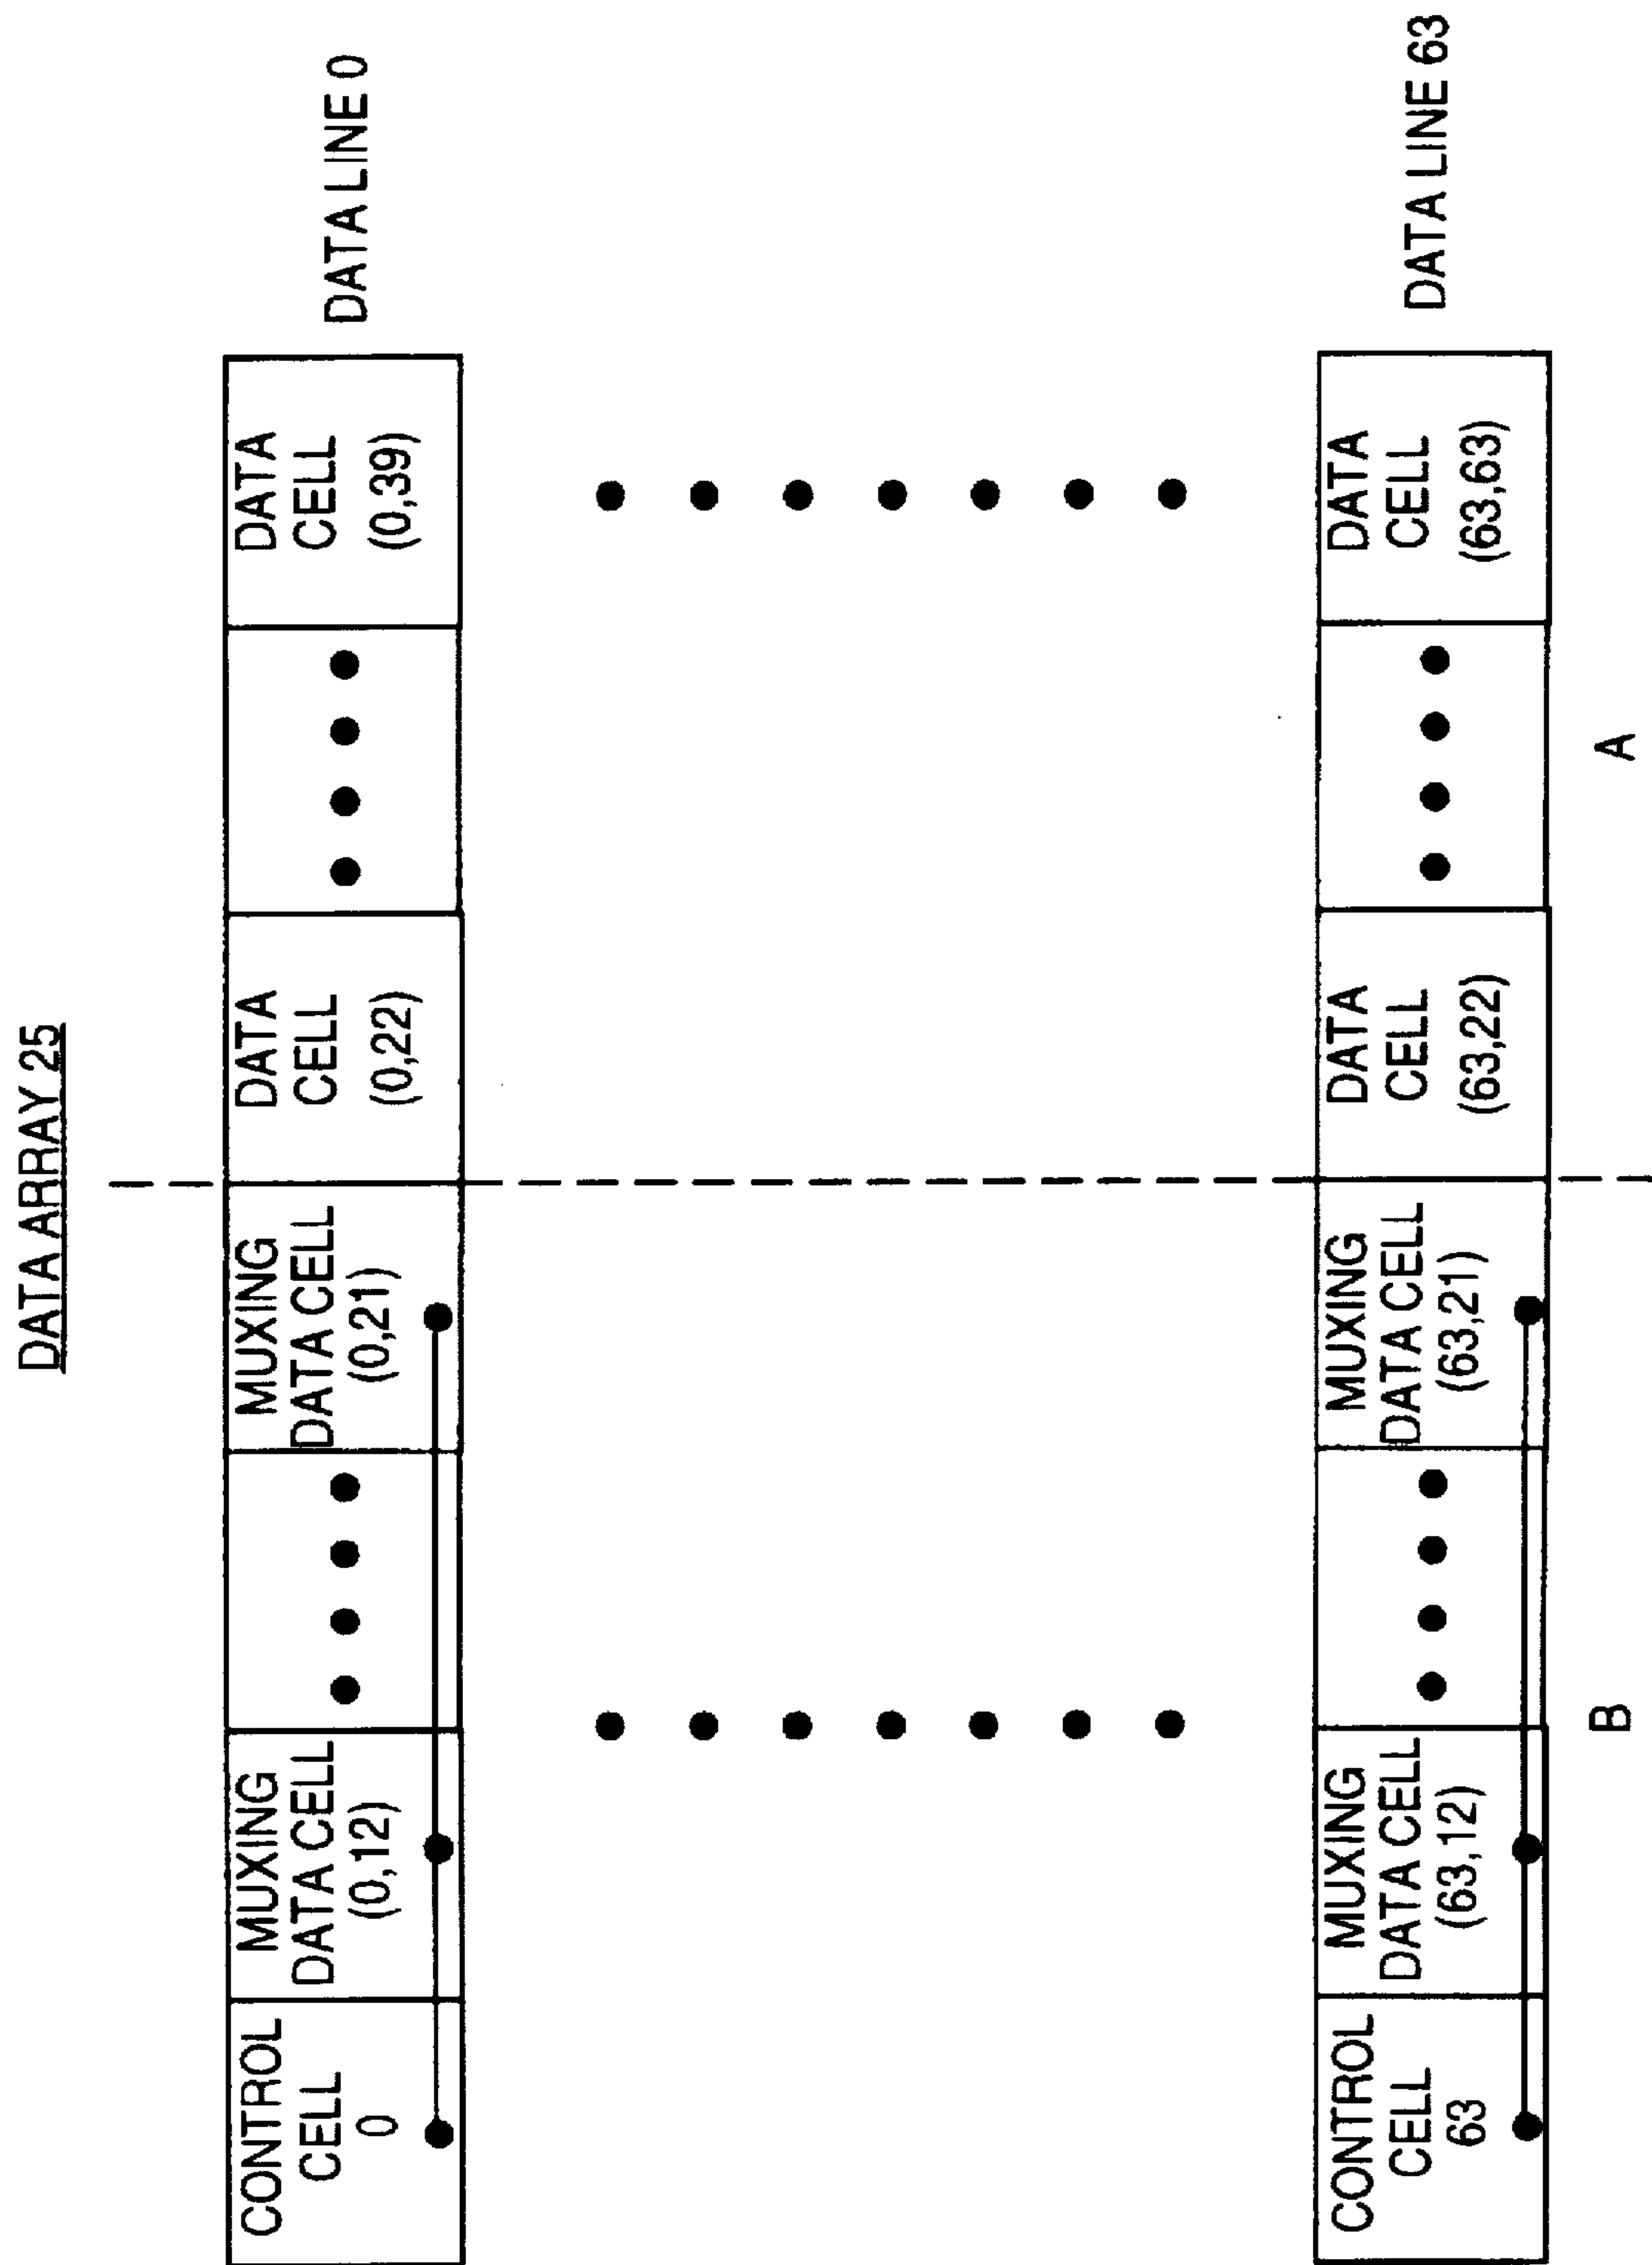 DATA ARRAY 25
CONTROL
CELL
0
MUXING
DATA CELL
(0,12)
MUXING
DATA CELL
(0,21)
DATA
CELL
(0,22)
DATA
CELL
(0,39)
DATA LINE 0
CONTROL
CELL
63
MUXING
DATA CELL
(63,12)
MUXING
DATA CELL
(63,21)
DATA
CELL
(63,22)
DATA
CELL
(63,63)
DATA LINE 63
B
A